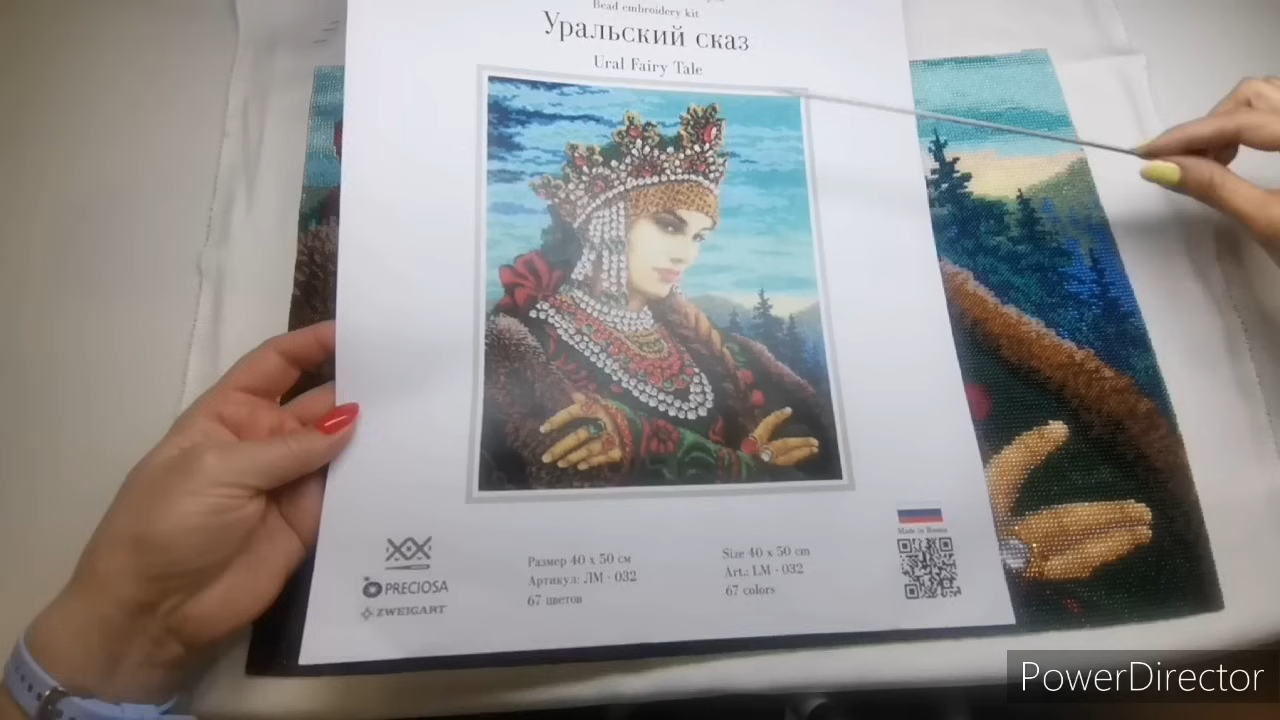 Bead embroidery kit
Уральский сказ
Ural Fairy Tale
PRECIOSA
ZWEIGART
Размер 40 x 50 см
Артикул: ЛМ - 032
67 цветов
Size 40 x 50 cm
Art.: LM - 032
67 colors
Made in Russia
PowerDirector